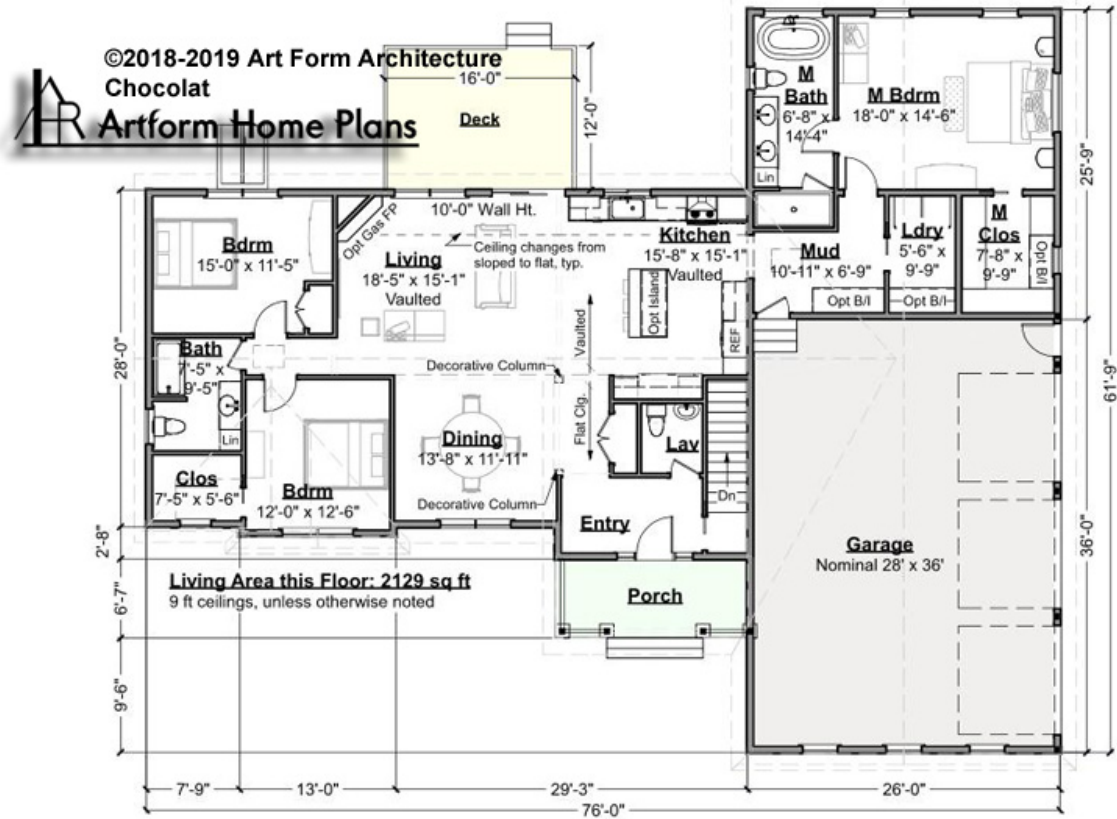 ©2018-2019 Art Form Architecture
Chocolat
Artform Home Plans
16'-0"
Deck
12'-0"
M
Bath
6'-8" x
14'-4"
Lin
M Bdrm
18'-0" x 14'-6"
25'-9"
61'-9"
28'-0"
Bdrm
15'-0" x 11'-5"
Opt Gas FP
10'-0" Wall Ht.
Ceiling changes from
sloped to flat, typ.
Living
18'-5" x 15'-1"
Vaulted
Kitchen
15'-8" x 15'-1"
Vaulted
Opt Island
REF
Mud
10'-11" x 6'-9"
Opt B/I
Ldry
5'-6" x
9'-9"
Opt B/I
M
Clos
7'-8" x
9'-9"
Opt B/I
Bath
7'-5" x
9'-5"
Lin
Decorative Column
Vaulted
Flat Clg.
Dining
13'-8" x 11'-11"
Decorative Column
Lav
Dn
Clos
7'-5" x 5'-6"
Bdrm
12'-0" x 12'-6"
Entry
Garage
Nominal 28' x 36'
36'-0"
2'-8"
Living Area this Floor: 2129 sq ft
9 ft ceilings, unless otherwise noted
Porch
6'-7"
9'-6"
7'-9"
13'-0"
29'-3"
26'-0"
76'-0"